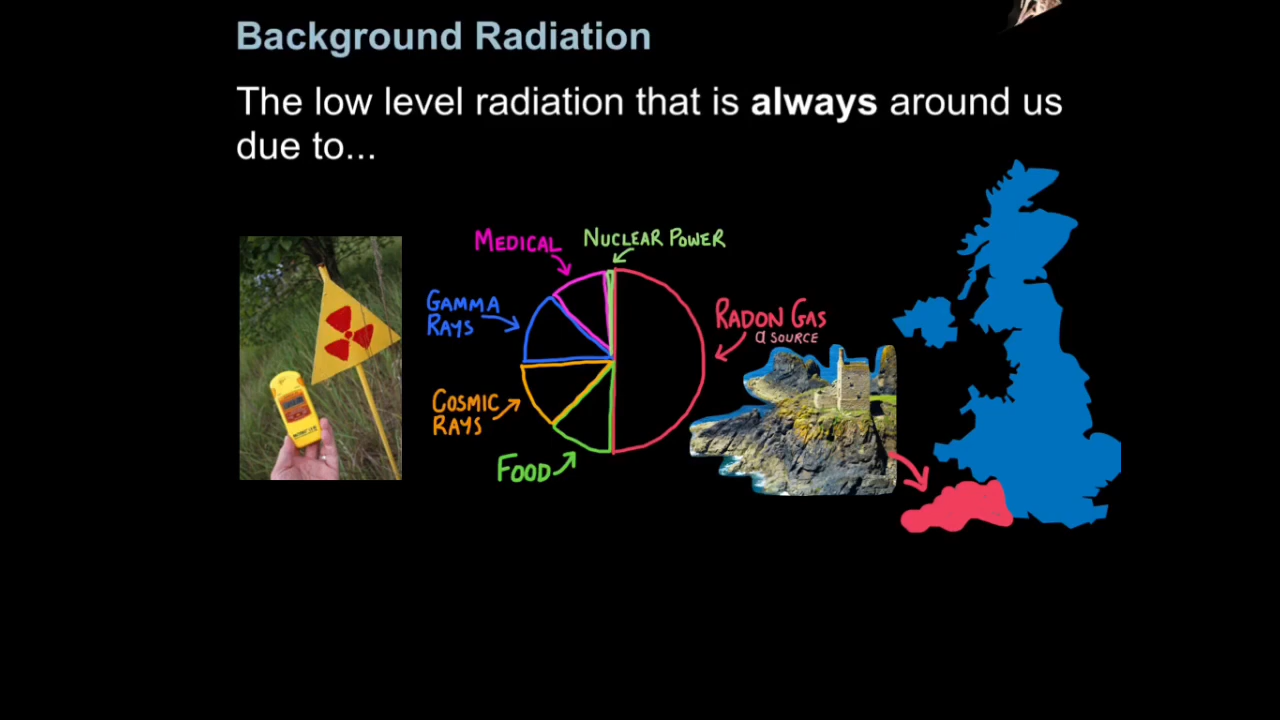 Background Radiation
The low level radiation that is always around us
due to...
MEDICAL
NUCLEAR POWER
GAMMA
RAYS
RADON GAS
α SOURCE
COSMIC
RAYS
FOOD